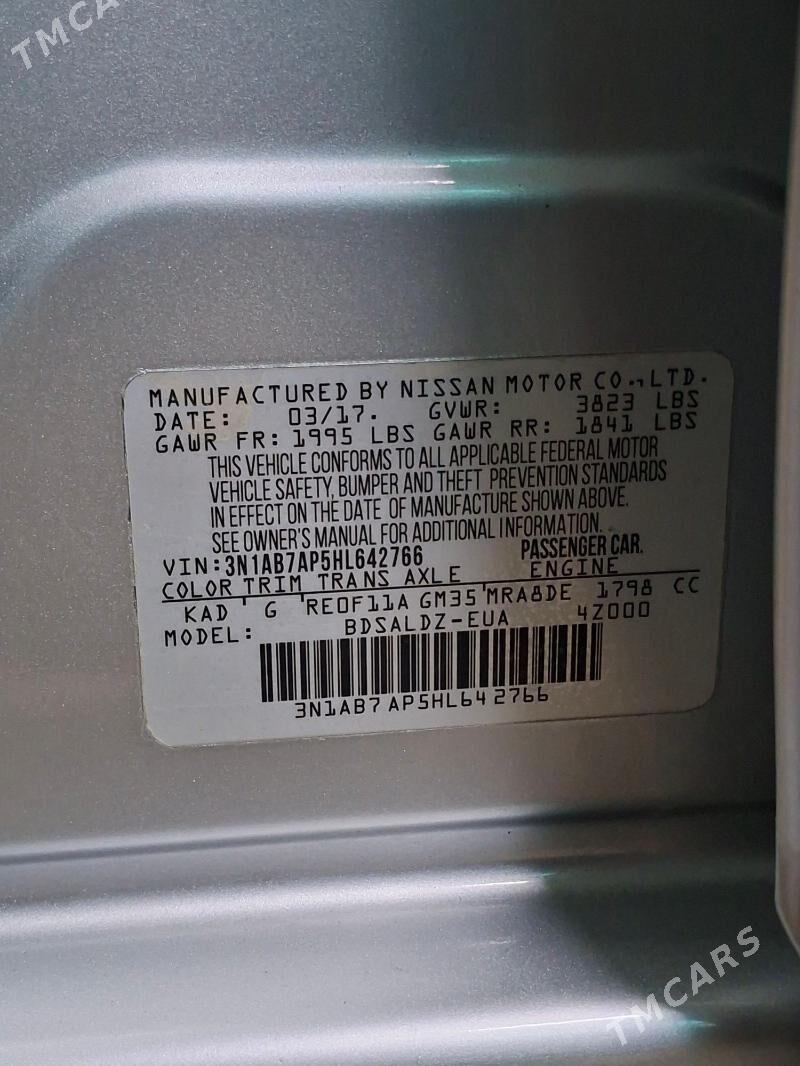 TMCARS
MANUFACTURED BY NISSAN MOTOR CO., LTD.
DATE: 03/17. GVWR: 3823 LBS
GAWR FR: 1995 LBS GAWR RR: 1841 LBS
THIS VEHICLE CONFORMS TO ALL APPLICABLE FEDERAL MOTOR
VEHICLE SAFETY, BUMPER AND THEFT PREVENTION STANDARDS
IN EFFECT ON THE DATE OF MANUFACTURE SHOWN ABOVE.
SEE OWNER'S MANUAL FOR ADDITIONAL INFORMATION.
VIN:3N1AB7AP5HL642766 PASSENGER CAR.
COLOR TRIM TRANS AXLE ENGINE
KAD G RE0F11A GM35 MRA8DE 1798 CC
MODEL: BDSALDZ-EUA 4Z000
3N1AB7AP5HL642766
TMCARS